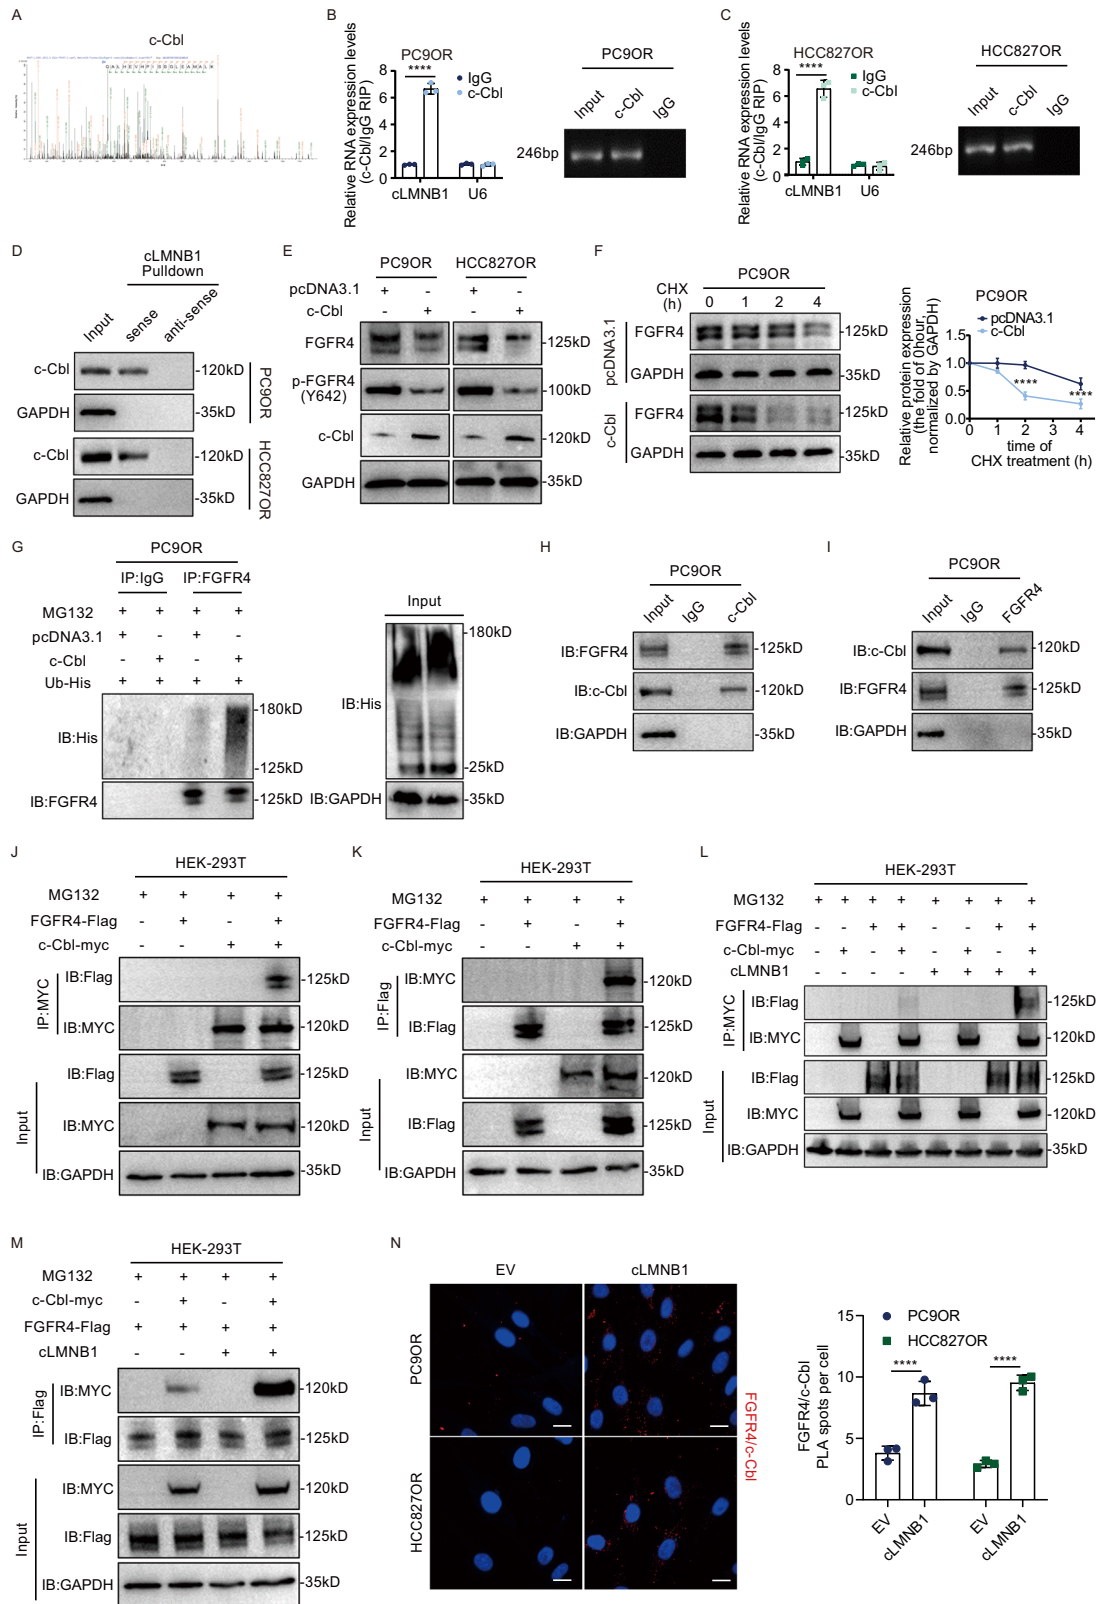 A
c-Cbl
Q A L H E V H P I S S G L E A M A L K
B
PC9OR
****
IgG
c-Cbl
Relative RNA expression levels
(c-Cbl/IgG RIP)
8
6
4
2
1
0
cLMNB1 U6
PC9OR
Input c-Cbl IgG
246bp
C
HCC827OR
****
IgG
c-Cbl
Relative RNA expression levels
(c-Cbl/IgG RIP)
8
6
4
2
1
0
cLMNB1 U6
HCC827OR
Input c-Cbl IgG
246bp
D
cLMNB1
Pulldown
Input sense anti-sense
c-Cbl -120kD
GAPDH -35kD
PC9OR
c-Cbl -120kD
GAPDH -35kD
HCC827OR
E
PC9OR HCC827OR
pcDNA3.1 + - + -
c-Cbl - + - +
FGFR4 -125kD
p-FGFR4
(Y642)
-100kD
c-Cbl -120kD
GAPDH -35kD
F
PC9OR
CHX
(h)
0 1 2 4
pcDNA3.1
FGFR4 -125kD
GAPDH -35kD
c-Cbl
FGFR4 -125kD
GAPDH -35kD
PC9OR
pcDNA3.1
c-Cbl
Relative protein expression
(the fold of 0hour,
normalized by GAPDH)
1.5
1.0
0.5
0.0
****
****
0 1 2 3 4
time of
CHX treatment (h)
G
PC9OR
IP:IgG IP:FGFR4
MG132 + + + +
pcDNA3.1 + - + -
c-Cbl - + - +
Ub-His + + + +
IB:His
-180kD
-125kD
IB:FGFR4 -125kD
Input
-180kD
IB:His
-25kD
IB:GAPDH -35kD
H
PC9OR
Input IgG c-Cbl
IB:FGFR4 -125kD
IB:c-Cbl -120kD
IB:GAPDH -35kD
I
PC9OR
Input IgG FGFR4
IB:c-Cbl -120kD
IB:FGFR4 -125kD
IB:GAPDH -35kD
J
HEK-293T
MG132 + + + +
FGFR4-Flag - + - +
c-Cbl-myc - - + +
IP:MYC
IB:Flag -125kD
IB:MYC -120kD
Input
IB:Flag -125kD
IB:MYC -120kD
IB:GAPDH -35kD
K
HEK-293T
MG132 + + + +
FGFR4-Flag - + - +
c-Cbl-myc - - + +
IP:Flag
IB:MYC -120kD
IB:Flag -125kD
Input
IB:MYC -120kD
IB:Flag -125kD
IB:GAPDH -35kD
L
HEK-293T
MG132 + + + + + + + +
FGFR4-Flag - - + + - - + +
c-Cbl-myc - + - + - + - +
cLMNB1 - - - - + + + +
IP:MYC
IB:Flag -125kD
IB:MYC -120kD
Input
IB:Flag -125kD
IB:MYC -120kD
IB:GAPDH -35kD
M
HEK-293T
MG132 + + + +
c-Cbl-myc - + - +
FGFR4-Flag + + + +
cLMNB1 - - + +
IP:Flag
IB:MYC -120kD
IB:Flag -125kD
Input
IB:MYC -120kD
IB:Flag -125kD
IB:GAPDH -35kD
N
EV cLMNB1
PC9OR
HCC827OR
FGFR4/c-Cbl
PC9OR
HCC827OR
FGFR4/c-Cbl
PLA spots per cell
15
10
5
0
**** ****
EV cLMNB1 EV cLMNB1